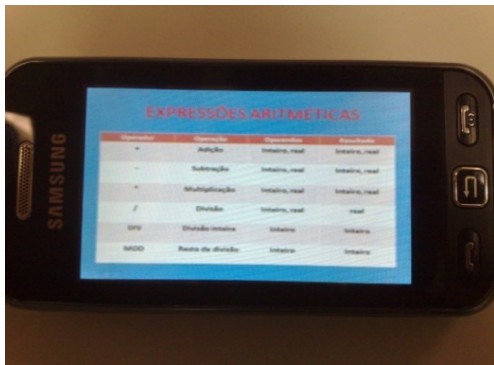 SAMSUNG
EXPRESSÕES ARITMÉTICAS
Operador Operação Operandos Resultado
+ Adição Inteiro, real Inteiro, real
- Subtração Inteiro, real Inteiro, real
* Multiplicação Inteiro, real Inteiro, real
/ Divisão Inteiro, real real
DIV Divisão inteira Inteiro Inteiro
MOD Resto da divisão Inteiro Inteiro